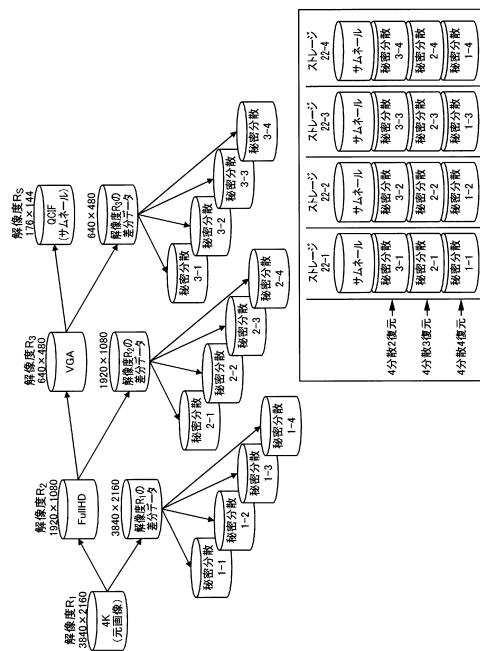 解像度R1
3840×2160
4K
(元画像)
解像度R2
1920×1080
FullHD
3840×2160
解像度R1の
差分データ
秘密分散
1-1
秘密分散
1-2
秘密分散
1-3
秘密分散
1-4
解像度R3
640×480
VGA
1920×1080
解像度R2の
差分データ
秘密分散
2-1
秘密分散
2-2
秘密分散
2-3
秘密分散
2-4
解像度RS
176×144
QCIF
(サムネール)
640×480
解像度R3の
差分データ
秘密分散
3-1
秘密分散
3-2
秘密分散
3-3
秘密分散
3-4
ストレージ
22-1
ストレージ
22-2
ストレージ
22-3
ストレージ
22-4
サムネール
サムネール
サムネール
サムネール
4分散2復元
秘密分散
3-1
秘密分散
3-2
秘密分散
3-3
秘密分散
3-4
4分散3復元
秘密分散
2-1
秘密分散
2-2
秘密分散
2-3
秘密分散
2-4
4分散4復元
秘密分散
1-1
秘密分散
1-2
秘密分散
1-3
秘密分散
1-4